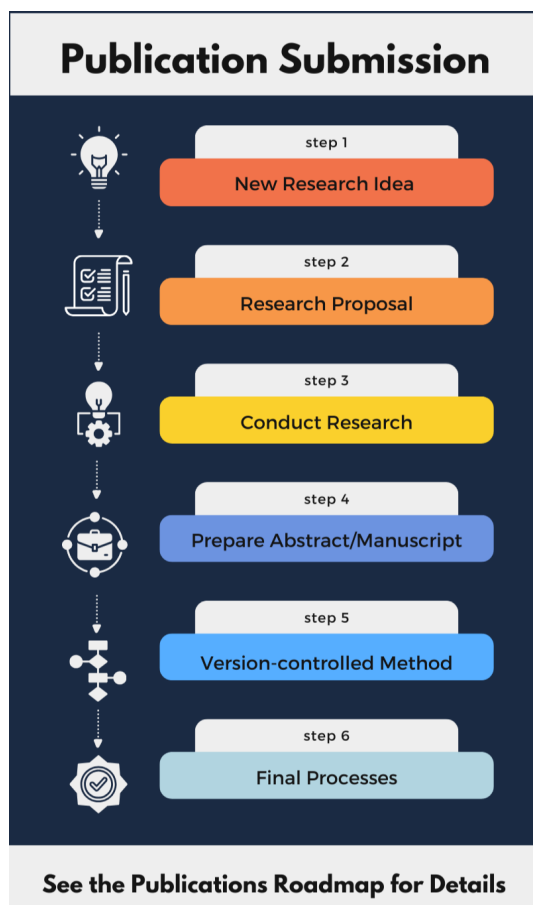 Publication Submission
step 1
New Research Idea
step 2
Research Proposal
step 3
Conduct Research
step 4
Prepare Abstract/Manuscript
step 5
Version-controlled Method
step 6
Final Processes
See the Publications Roadmap for Details